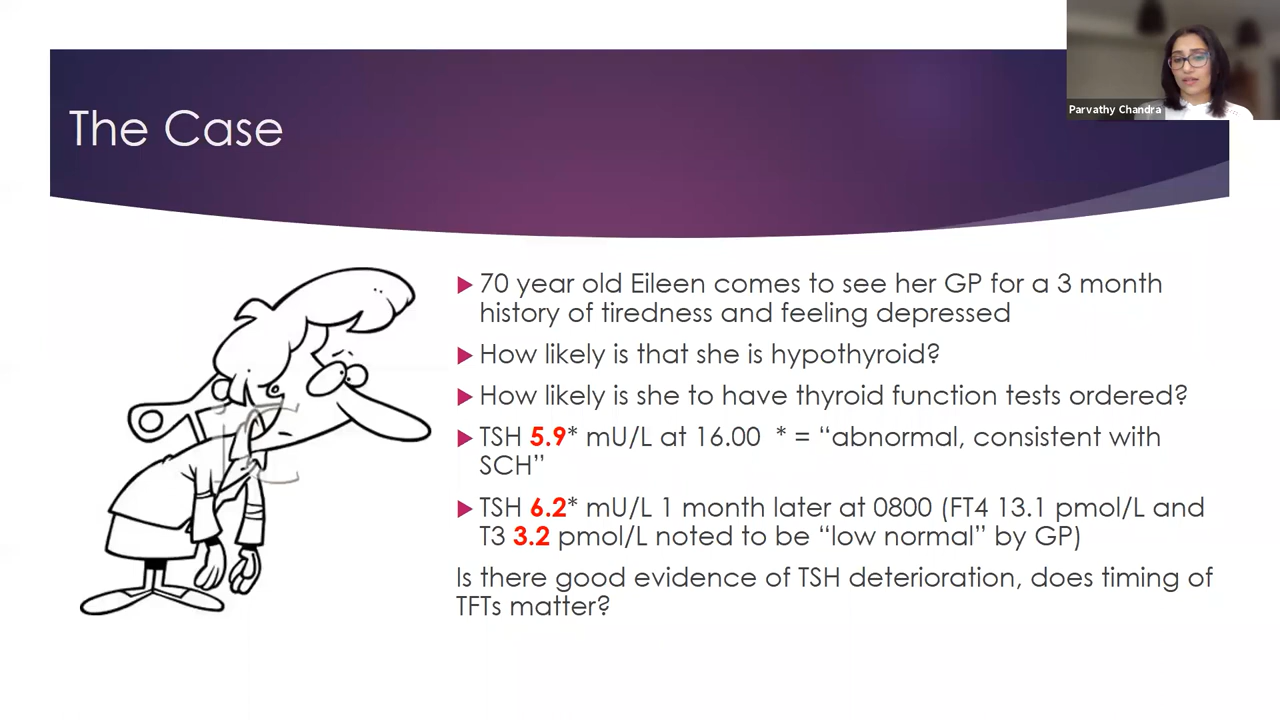 Parvathy Chandra
The Case
70 year old Eileen comes to see her GP for a 3 month
history of tiredness and feeling depressed
How likely is that she is hypothyroid?
How likely is she to have thyroid function tests ordered?
TSH 5.9* mU/L at 16.00 * = “abnormal, consistent with
SCH”
TSH 6.2* mU/L 1 month later at 0800 (FT4 13.1 pmol/L and
T3 3.2 pmol/L noted to be “low normal” by GP)
Is there good evidence of TSH deterioration, does timing of
TFTs matter?